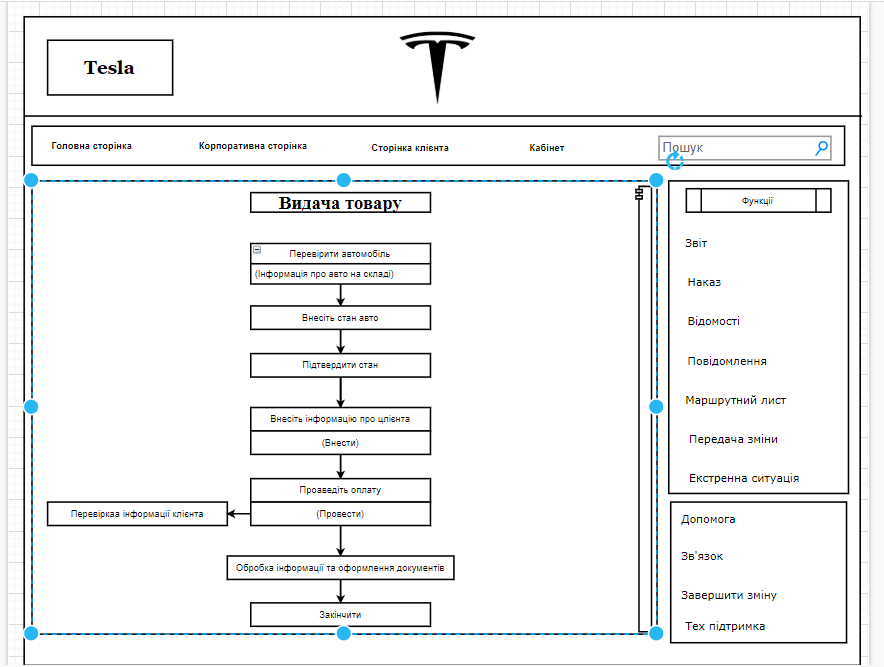 Tesla
Головна сторінка
Корпоративна сторінка
Сторінка клієнта
Кабінет
Пошук
Видача товару
Перевірити автомобіль
(Інформація про авто на складі)
Внесіть стан авто
Підтвердити стан
Внесіть інформацію про цлієнта
(Внести)
Проаведіть оплату
(Провести)
Перевіркаа інформації клієнта
Обробка інформації та оформлення документів
Закінчити
Функції
Звіт
Наказ
Відомості
Повідомлення
Маршрутний лист
Передача зміни
Екстренна ситуація
Допомога
Зв'язок
Завершити зміну
Тех підтримка